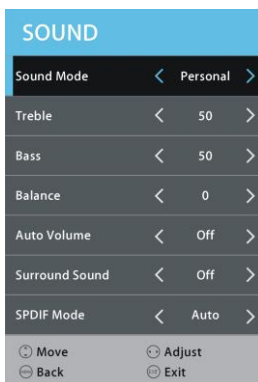 SOUND
Sound Mode < Personal >
Treble < 50 >
Bass < 50 >
Balance < 0 >
Auto Volume < Off >
Surround Sound < Off >
SPDIF Mode < Auto >
Move Adjust
Back Exit